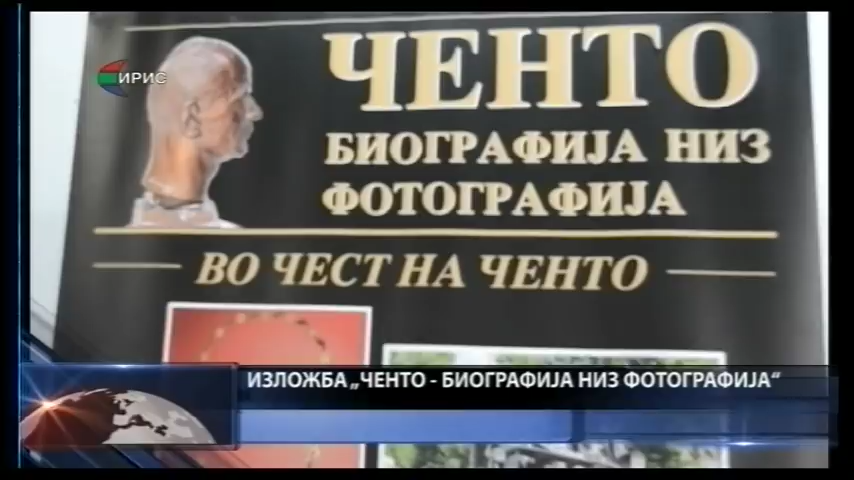 ИРИС
ЧЕНТО
БИОГРАФИЈА НИЗ
ФОТОГРАФИЈА
ВО ЧЕСТ НА ЧЕНТО
ИЗЛОЖБА „ЧЕНТО - БИОГРАФИЈА НИЗ ФОТОГРАФИЈА“